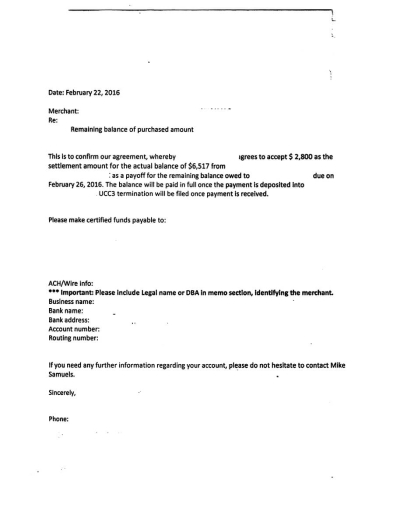 Date: February 22, 2016
Merchant:
Re:
Remaining balance of purchased amount
This is to confirm our agreement, whereby agrees to accept $ 2,800 as the
settlement amount for the actual balance of $6,517 from
as a payoff for the remaining balance owed to due on
February 26, 2016. The balance will be paid in full once the payment is deposited into
UCC3 termination will be filed once payment is received.
Please make certified funds payable to:
ACH/Wire info:
*** Important: Please include Legal name or DBA in memo section, identifying the merchant.
Business name:
Bank name:
Bank address:
Account number:
Routing number:
If you need any further information regarding your account, please do not hesitate to contact Mike
Samuels.
Sincerely,
Phone: